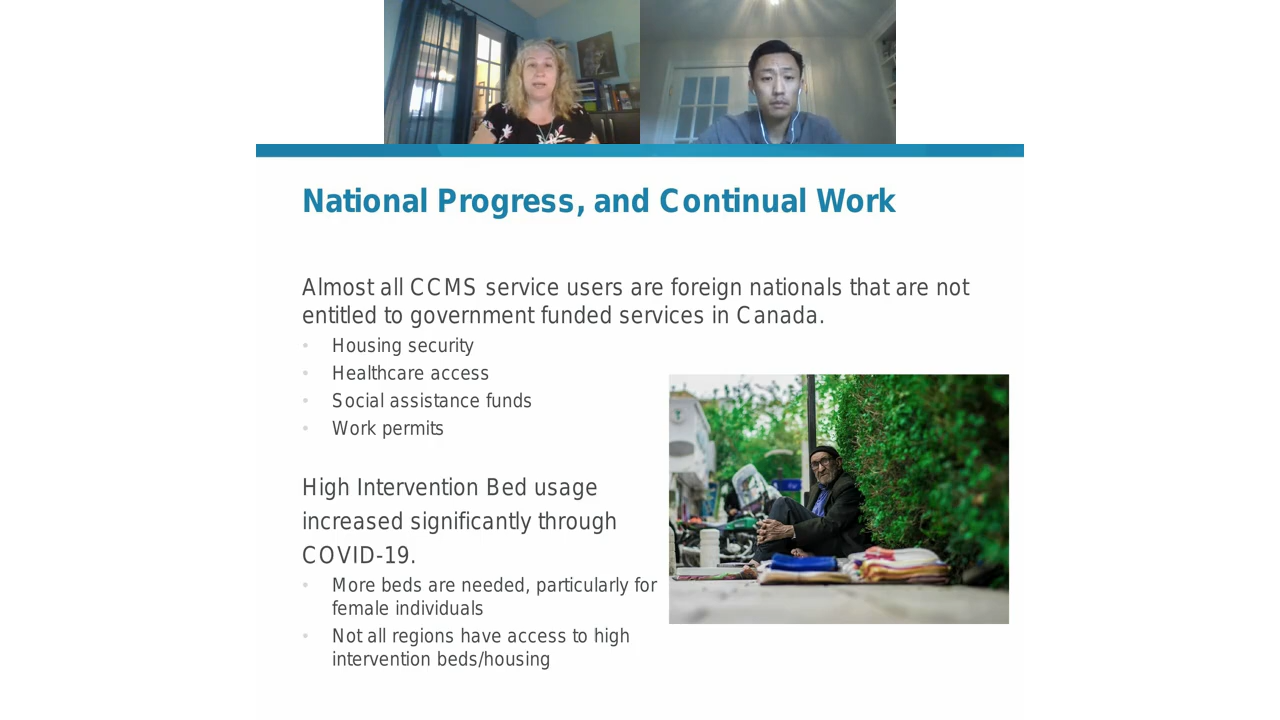 National Progress, and Continual Work
Almost all CCMS service users are foreign nationals that are not
entitled to government funded services in Canada.
• Housing security
• Healthcare access
• Social assistance funds
• Work permits
High Intervention Bed usage
increased significantly through
COVID-19.
• More beds are needed, particularly for
female individuals
• Not all regions have access to high
intervention beds/housing